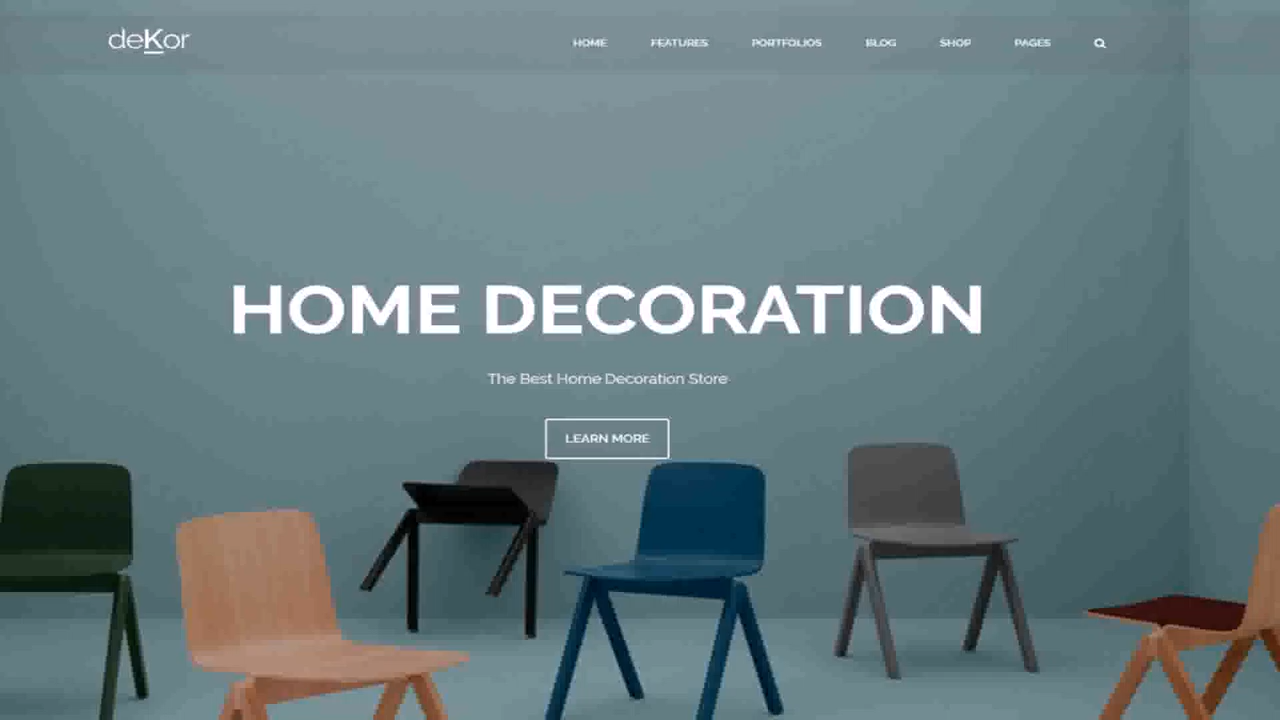 deKor
HOME FEATURES PORTFOLIOS BLOG SHOP PAGES
HOME DECORATION
The Best Home Decoration Store
LEARN MORE